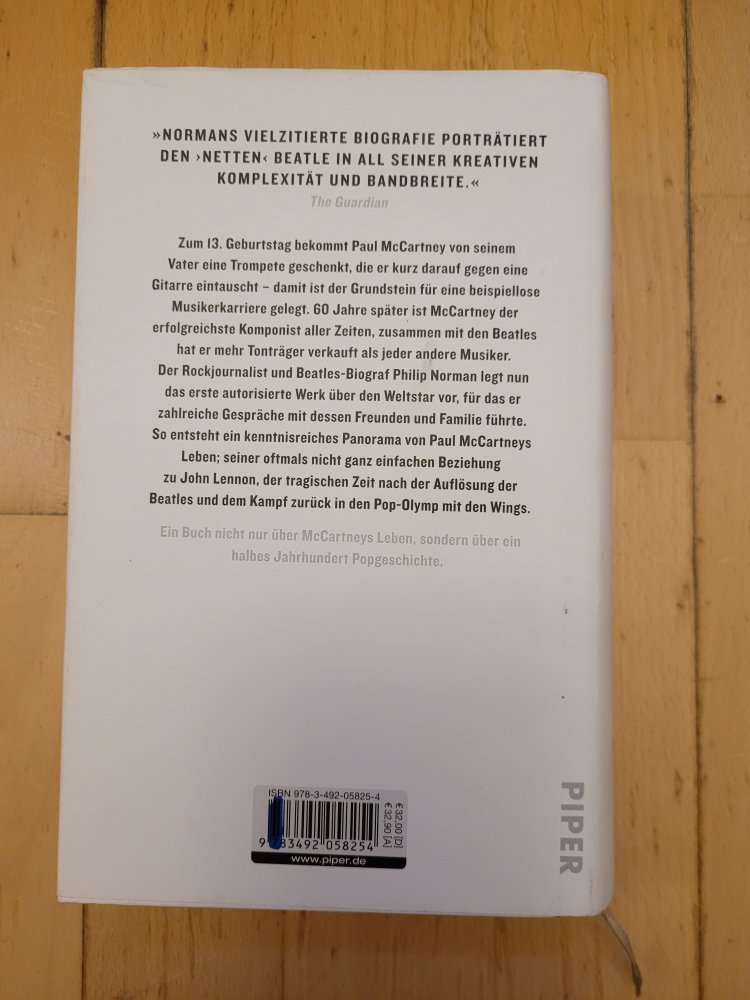 »NORMANS VIELZITIERTE BIOGRAFIE PORTRÄTIERT
DEN ›NETTEN‹ BEATLE IN ALL SEINER KREATIVEN
KOMPLEXITÄT UND BANDBREITE.«
The Guardian
Zum 13. Geburtstag bekommt Paul McCartney von seinem
Vater eine Trompete geschenkt, die er kurz darauf gegen eine
Gitarre eintauscht – damit ist der Grundstein für eine beispiellose
Musikerkarriere gelegt. 60 Jahre später ist McCartney der
erfolgreichste Komponist aller Zeiten, zusammen mit den Beatles
hat er mehr Tonträger verkauft als jeder andere Musiker.
Der Rockjournalist und Beatles-Biograf Philip Norman legt nun
das erste autorisierte Werk über den Weltstar vor, für das er
zahlreiche Gespräche mit dessen Freunden und Familie führte.
So entsteht ein kenntnisreiches Panorama von Paul McCartneys
Leben; seiner oftmals nicht ganz einfachen Beziehung
zu John Lennon, der tragischen Zeit nach der Auflösung der
Beatles und dem Kampf zurück in den Pop-Olymp mit den Wings.
Ein Buch nicht nur über McCartneys Leben, sondern über ein
halbes Jahrhundert Popgeschichte.
ISBN 978-3-492-05825-4
€ 32,00 [D]
€ 32,90 [A]
9 783492 058254
www.piper.de
PIPER